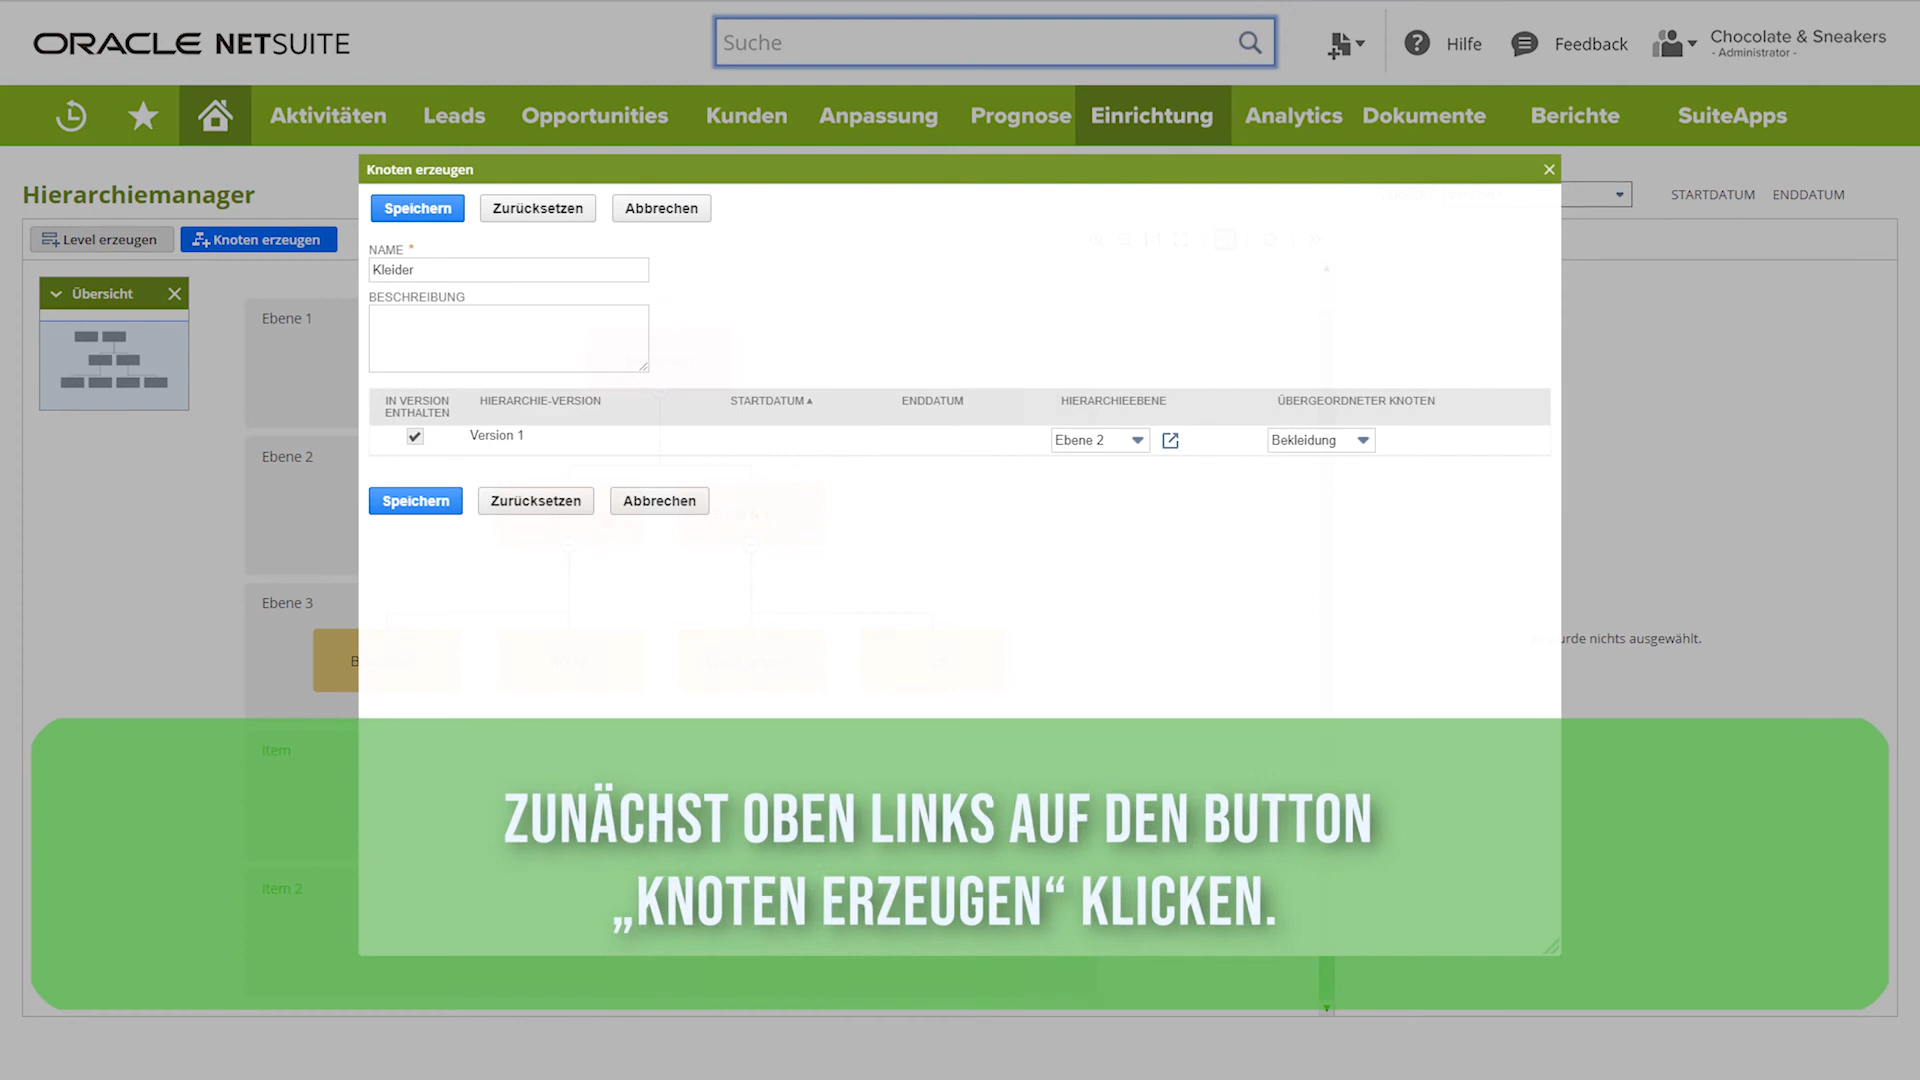 ORACLE NETSUITE
Suche
Hilfe
Feedback
Chocolate & Sneakers
- Administrator -
Aktivitäten
Leads
Opportunities
Kunden
Anpassung
Prognose
Einrichtung
Analytics
Dokumente
Berichte
SuiteApps
Hierarchiemanager
STARTDATUM
ENDDATUM
Level erzeugen
Knoten erzeugen
Übersicht
Ebene 1
Ebene 2
Ebene 3
Item
Item 2
Knoten erzeugen
Speichern
Zurücksetzen
Abbrechen
NAME *
Kleider
BESCHREIBUNG
IN VERSION ENTHALTEN
HIERARCHIE-VERSION
STARTDATUM
ENDDATUM
HIERARCHIEEBENE
ÜBERGEORDNETER KNOTEN
Version 1
Ebene 2
Bekleidung
Speichern
Zurücksetzen
Abbrechen
nichts ausgewählt.
ZUNÄCHST OBEN LINKS AUF DEN BUTTON
„KNOTEN ERZEUGEN“ KLICKEN.